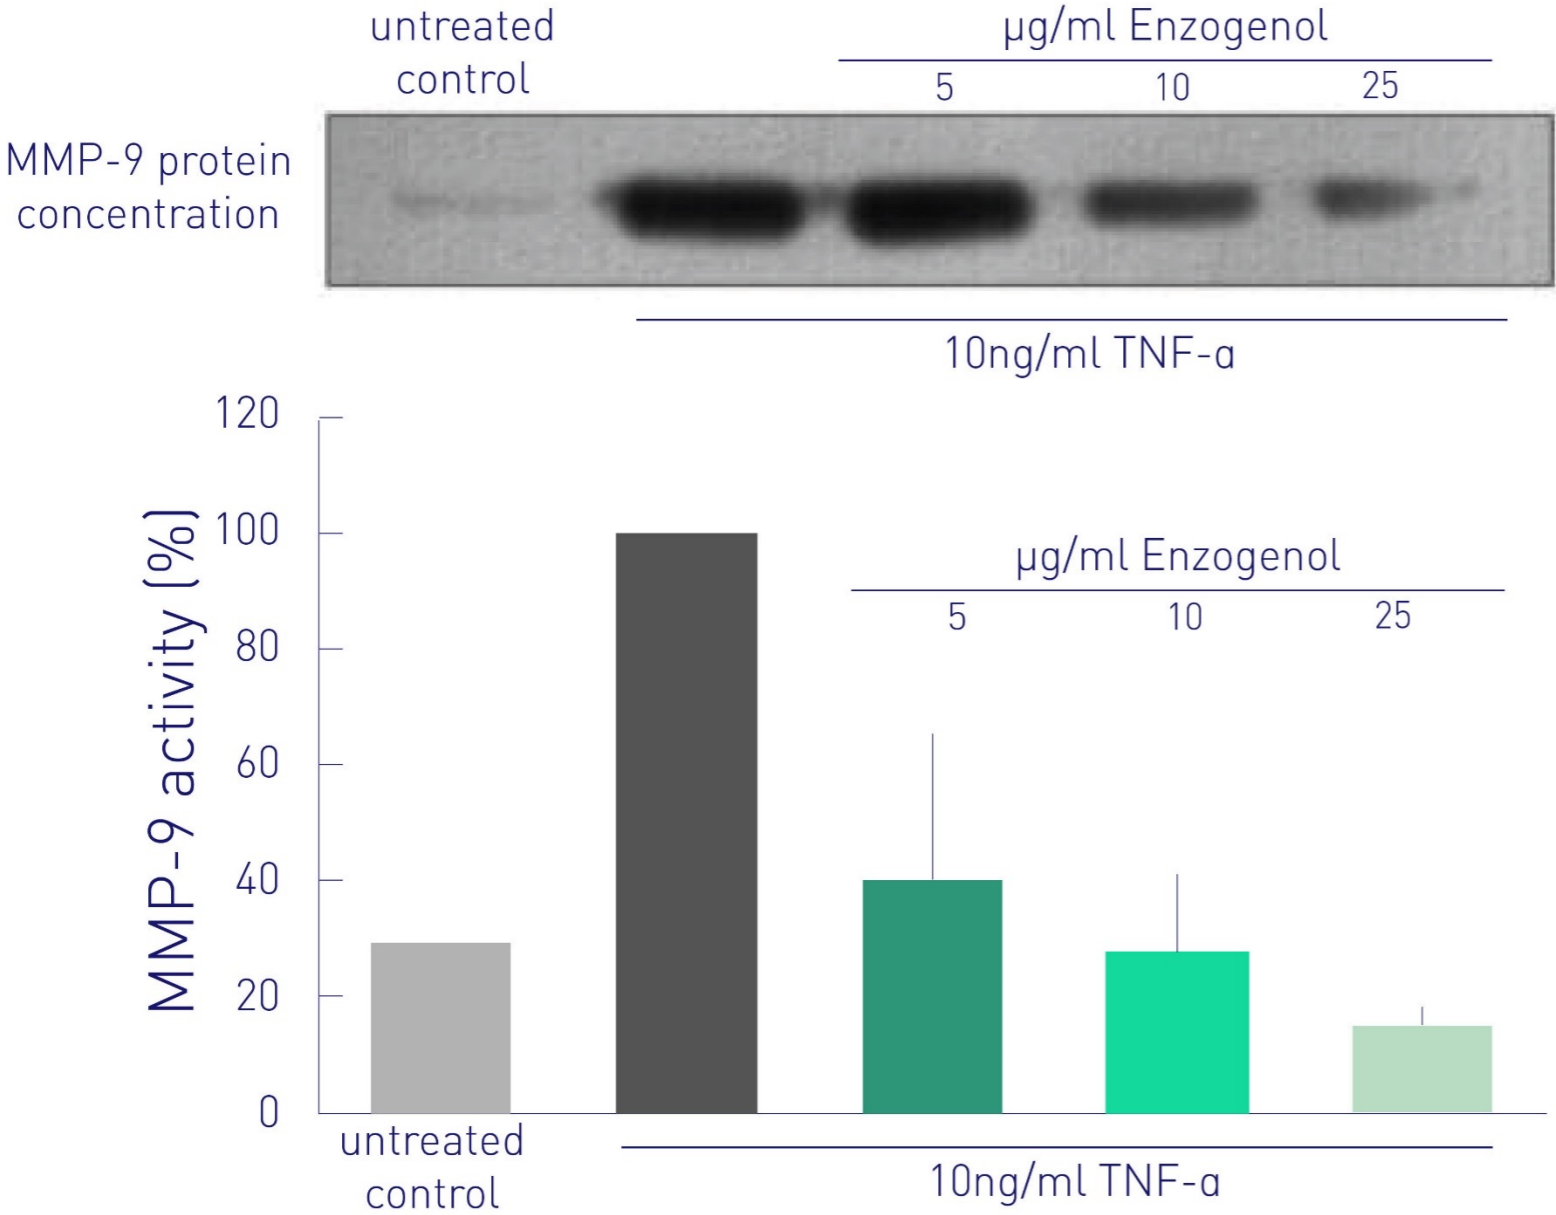 untreated
control
µg/ml Enzogenol
5 10 25
MMP-9 protein
concentration
10ng/ml TNF-α
120
100
80
60
40
20
0
MMP-9 activity (%)
µg/ml Enzogenol
5 10 25
untreated
control
10ng/ml TNF-α